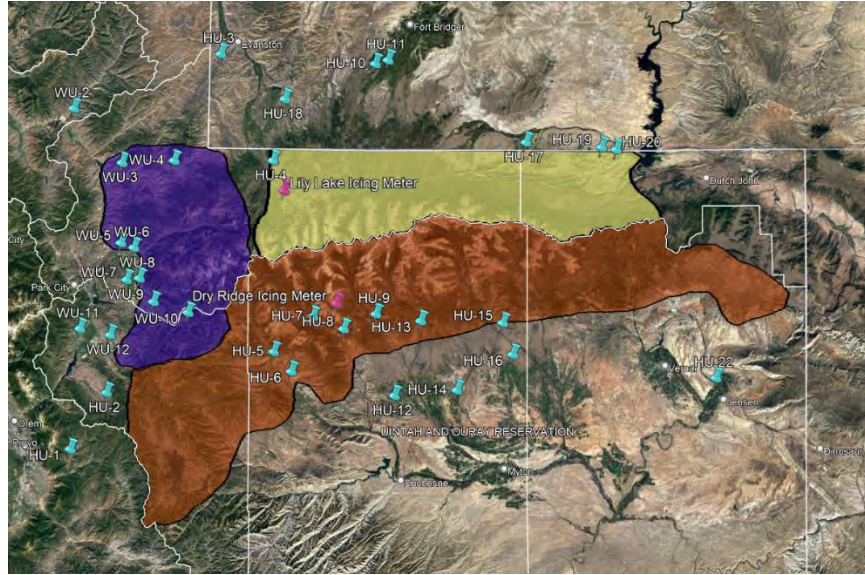 Fort Bridger
HU-3
Evanston
HU-11
HU-10
WU-2
HU-18
HU-17
HU-19
HU-20
WU-4
WU-3
HU-4
Lily Lake Icing Meter
Dutch John
City
WU-6
WU-5
WU-8
WU-7
Park City
WU-9
Dry Ridge Icing Meter
HU-9
WU-10
HU-7
HU-8
HU-13
HU-15
WU-11
WU-12
HU-5
HU-16
HU-6
Vernal
HU-22
HU-2
HU-14
HU-12
Jensen
Orem
UINTAH AND OURAY RESERVATION
Provo
HU-1
Dinosaur
Myton
Duchesne